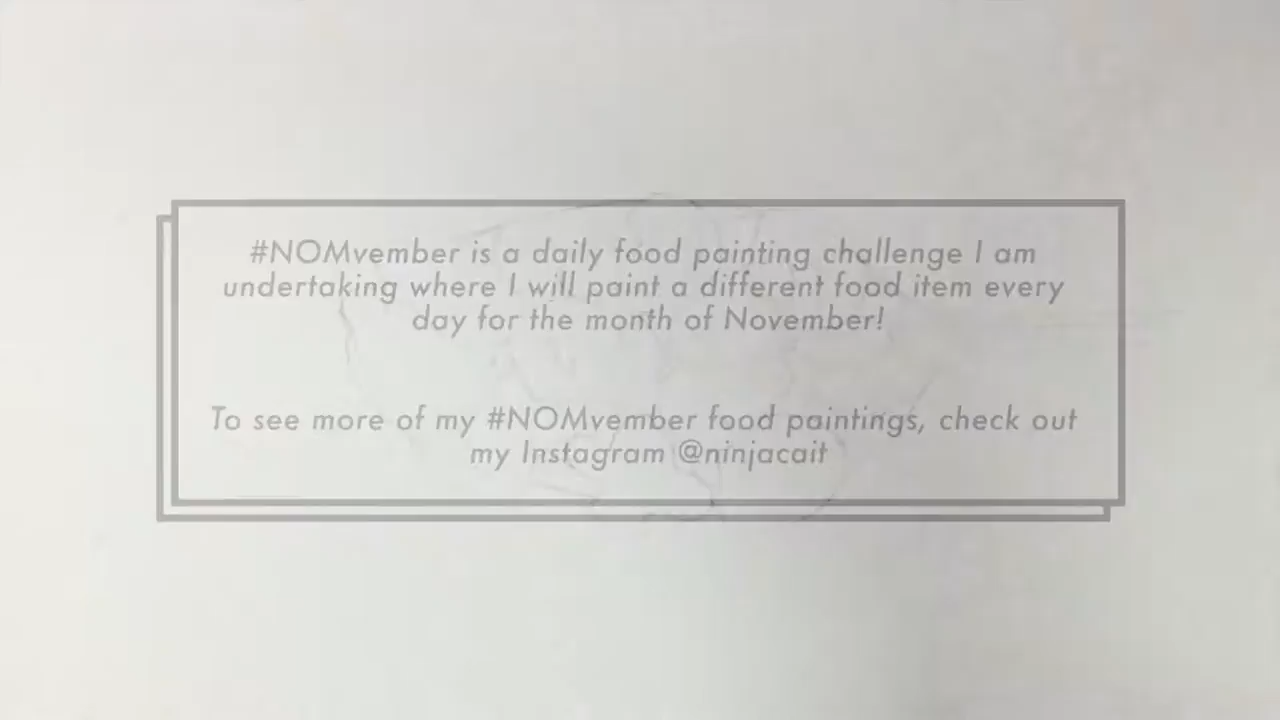 #NOMvember is a daily food painting challenge I am
undertaking where I will paint a different food item every
day for the month of November!
To see more of my #NOMvember food paintings, check out
my Instagram @ninjacait